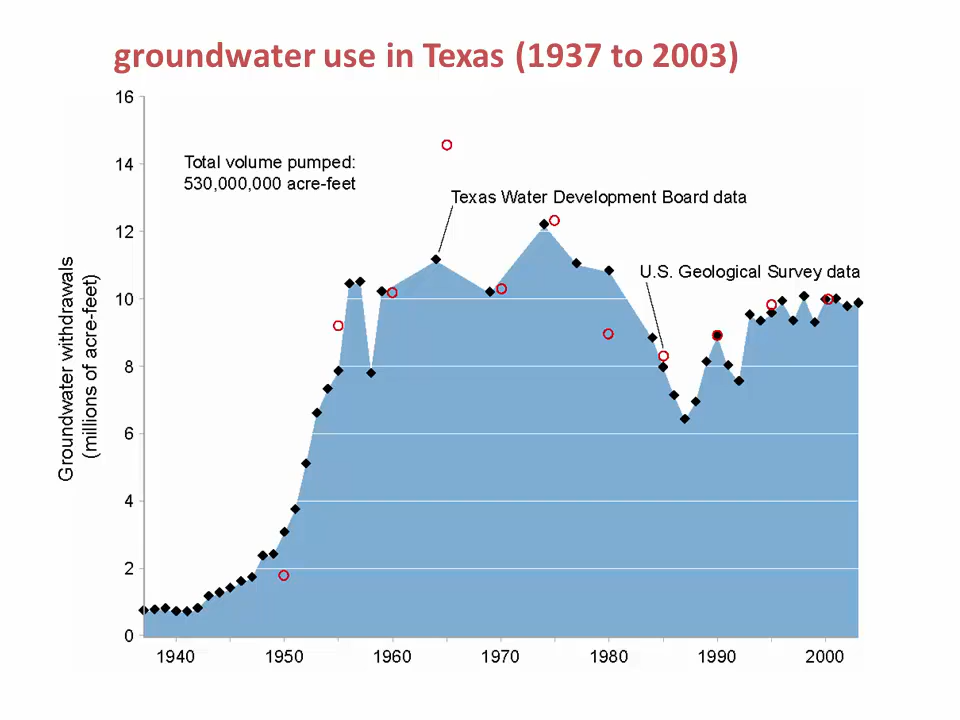 groundwater use in Texas (1937 to 2003)
16
14
12
10
8
6
4
2
0
Groundwater withdrawals
(millions of acre-feet)
Total volume pumped:
530,000,000 acre-feet
Texas Water Development Board data
U.S. Geological Survey data
1940 1950 1960 1970 1980 1990 2000